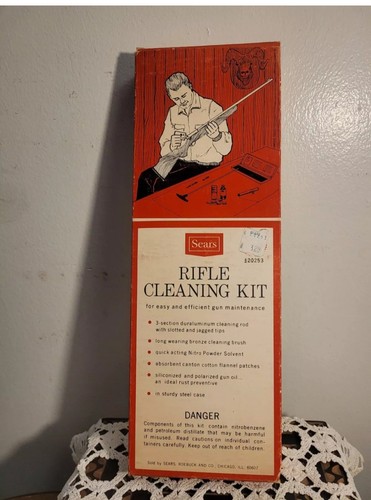 Sears
120253
RIFLE
CLEANING KIT
for easy and efficient gun maintenance
3-section duraluminum cleaning rod
with slotted and jagged tips
long wearing bronze cleaning brush
quick acting Nitro Powder Solvent
absorbent canton cotton flannel patches
siliconized and polarized gun oil...
an ideal rust preventive
in sturdy steel case
DANGER
Components of this kit contain nitrobenzene
and petroleum distillate that may be harmful
if misused. Read cautions on individual con-
tainers carefully. Keep out of reach of children.
Sold by SEARS, ROEBUCK AND CO., CHICAGO, ILL. 60607